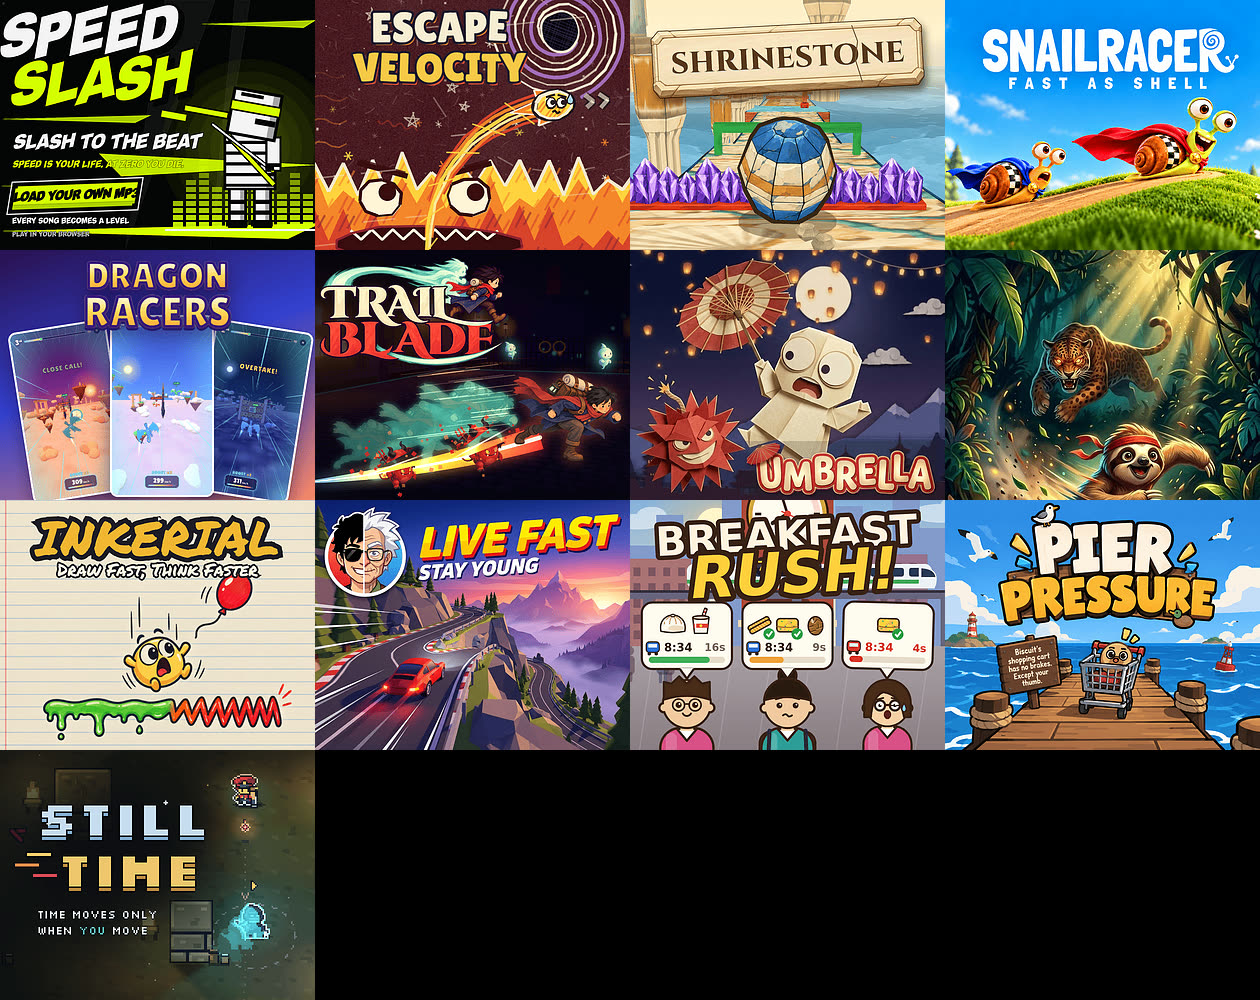 SPEED
SLASH
SLASH TO THE BEAT
SPEED IS YOUR LIFE. AT ZERO YOU DIE.
LOAD YOUR OWN MP3
EVERY SONG BECOMES A LEVEL
PLAY IN YOUR BROWSER
ESCAPE
VELOCITY
SHRINESTONE
SNAILRACER
FAST AS SHELL
DRAGON
RACERS
CLOSE CALL!
309
299
OVERTAKE!
311
TRAIL
BLADE
UMBRELLA
INKERIAL
DRAW FAST, THINK FASTER
LIVE FAST
STAY YOUNG
BREAKFAST
RUSH!
8:34 16s
8:34 9s
8:34 4s
PIER
PRESSURE
Biscuit's
shopping cart
has no brakes.
Except your
thumb.
STILL
TIME
TIME MOVES ONLY
WHEN YOU MOVE